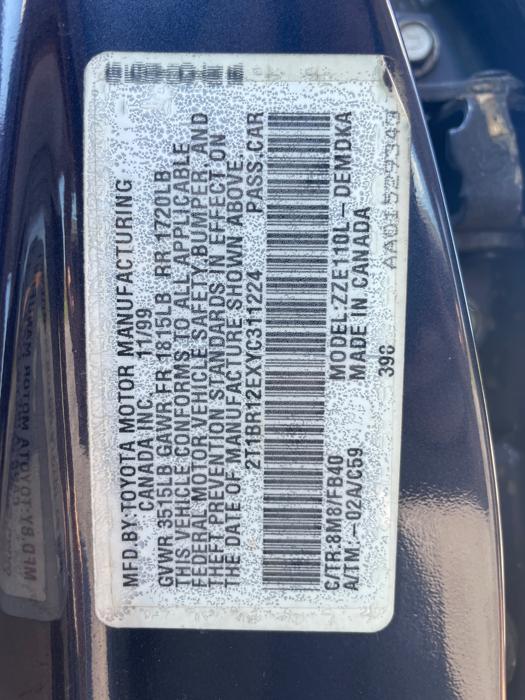 MFD.BY:TOYOTA MOTOR MANUFACTURING
CANADA INC. 11/99
GVWR 3515LB GAWR FR 1815LB RR 1720LB
THIS VEHICLE CONFORMS TO ALL APPLICABLE
FEDERAL MOTOR VEHICLE SAFETY,BUMPER, AND
THEFT PREVENTION STANDARDS IN EFFECT ON
THE DATE OF MANUFACTURE SHOWN ABOVE.
2T1BR12EXYC311224 PASS.CAR
C/TR:8M8/FB40 MODEL:ZZE110L-DEMDKA
A/TM:-02A/C59 MADE IN CANADA
398